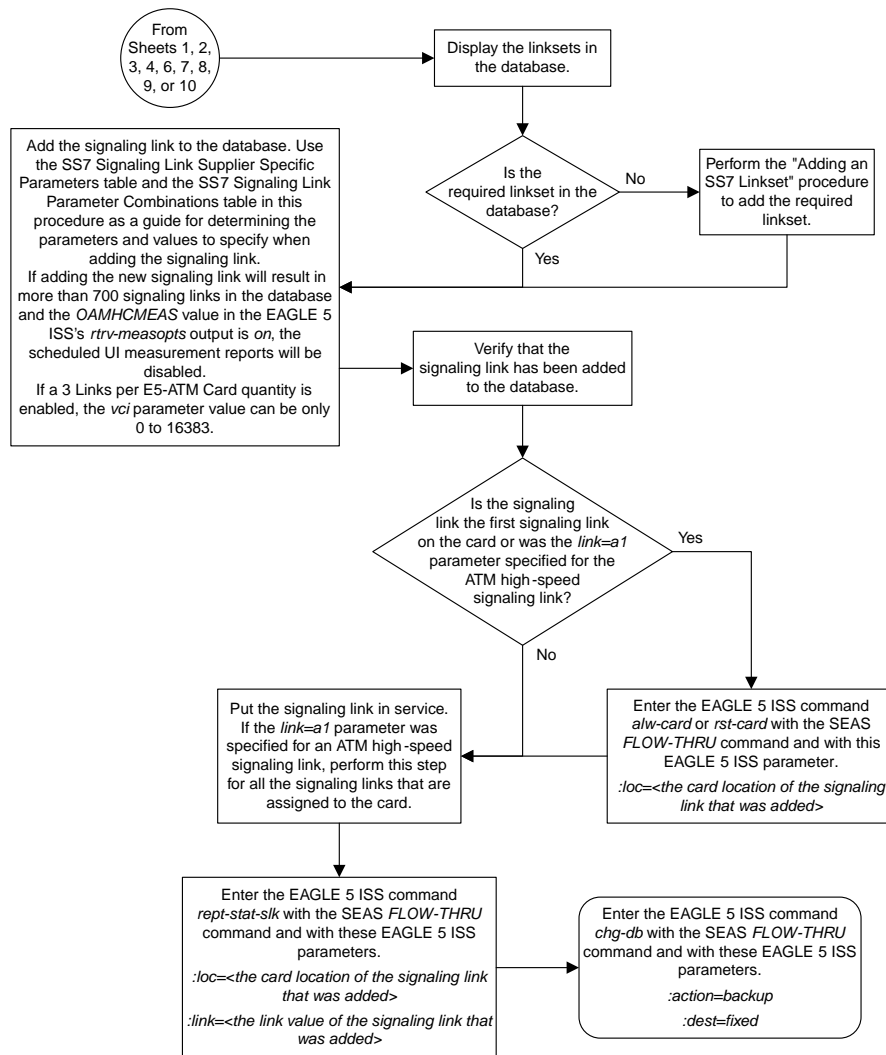 From
Sheets 1, 2,
3, 4, 6, 7, 8,
9, or 10
Display the linksets in
the database.
Is the
required linkset in the
database?
No
Yes
Perform the "Adding an
SS7 Linkset" procedure
to add the required
linkset.
Add the signaling link to the database. Use
the SS7 Signaling Link Supplier Specific
Parameters table and the SS7 Signaling Link
Parameter Combinations table in this
procedure as a guide for determining the
parameters and values to specify when
adding the signaling link.
If adding the new signaling link will result in
more than 700 signaling links in the database
and the OAMHCMEAS value in the EAGLE 5
ISS's rtrv-measopts output is on, the
scheduled UI measurement reports will be
disabled.
If a 3 Links per E5-ATM Card quantity is
enabled, the vci parameter value can be only
0 to 16383.
Verify that the
signaling link has been added
to the database.
Is the signaling
link the first signaling link
on the card or was the link=a1
parameter specified for the
ATM high-speed
signaling link?
Yes
No
Enter the EAGLE 5 ISS command
alw-card or rst-card with the SEAS
FLOW-THRU command and with this
EAGLE 5 ISS parameter.
:loc=<the card location of the signaling
link that was added>
Put the signaling link in service.
If the link=a1 parameter was
specified for an ATM high-speed
signaling link, perform this step
for all the signaling links that are
assigned to the card.
Enter the EAGLE 5 ISS command
rept-stat-slk with the SEAS FLOW-THRU
command and with these EAGLE 5 ISS
parameters.
:loc=<the card location of the signaling link
that was added>
:link=<the link value of the signaling link that
was added>
Enter the EAGLE 5 ISS command
chg-db with the SEAS FLOW-THRU
command and with these EAGLE 5 ISS
parameters.
:action=backup
:dest=fixed